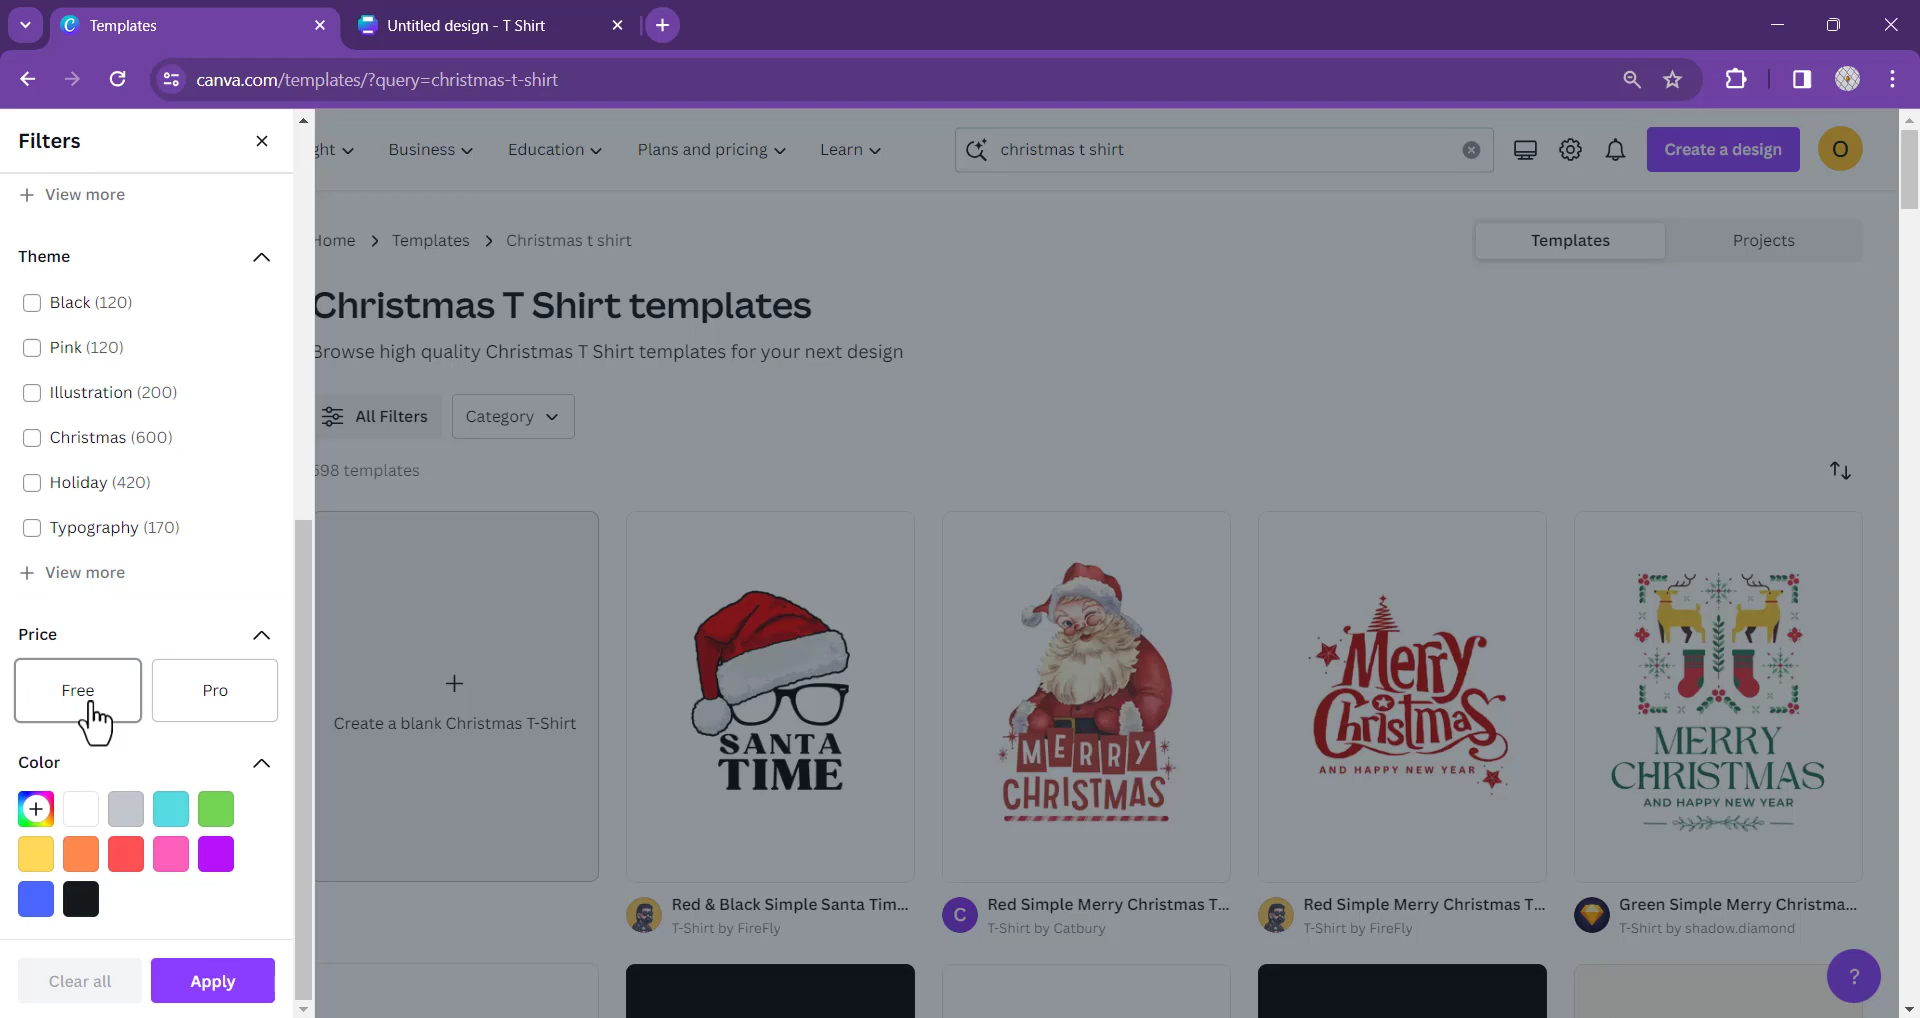 Templates
Untitled design - T Shirt
canva.com/templates/?query=christmas-t-shirt
Filters
View more
Theme
Black (120)
Pink (120)
Illustration (200)
Christmas (600)
Holiday (420)
Typography (170)
View more
Price
Free
Pro
Color
Clear all
Apply
ght
Business
Education
Plans and pricing
Learn
christmas t shirt
Create a design
O
Home
Templates
Christmas t shirt
Templates
Projects
Christmas T Shirt templates
Browse high quality Christmas T Shirt templates for your next design
All Filters
Category
598 templates
Create a blank Christmas T-Shirt
SANTA
TIME
MERRY
CHRISTMAS
Merry
Christmas
AND HAPPY NEW YEAR
MERRY
CHRISTMAS
AND HAPPY NEW YEAR
Red & Black Simple Santa Tim...
T-Shirt by FireFly
C
Red Simple Merry Christmas T...
T-Shirt by Catbury
Red Simple Merry Christmas T...
T-Shirt by FireFly
Green Simple Merry Christma...
T-Shirt by shadow.diamond
?